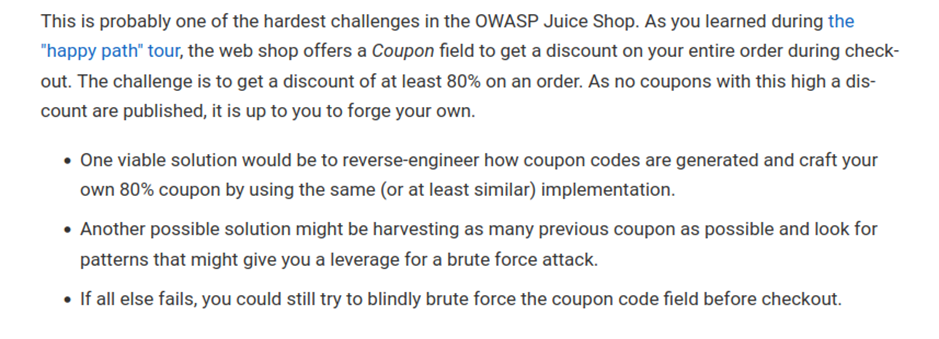 This is probably one of the hardest challenges in the OWASP Juice Shop. As you learned during the
"happy path" tour, the web shop offers a Coupon field to get a discount on your entire order during check-
out. The challenge is to get a discount of at least 80% on an order. As no coupons with this high a dis-
count are published, it is up to you to forge your own.
• One viable solution would be to reverse-engineer how coupon codes are generated and craft your
own 80% coupon by using the same (or at least similar) implementation.
• Another possible solution might be harvesting as many previous coupon as possible and look for
patterns that might give you a leverage for a brute force attack.
• If all else fails, you could still try to blindly brute force the coupon code field before checkout.